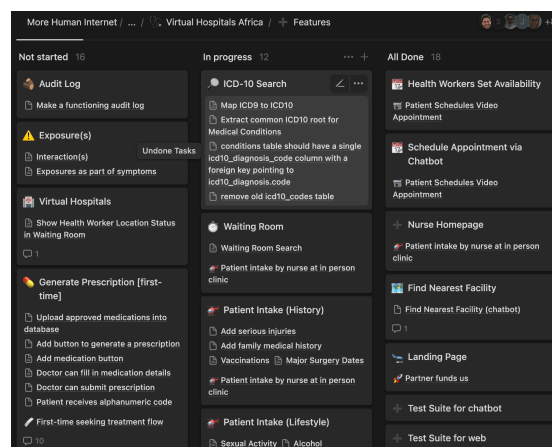 More Human Internet / ... / Virtual Hospitals Africa / Features
Not started 16
Audit Log
Make a functioning audit log
Exposure(s)
Interaction(s)
Exposures as part of symptoms
Undone Tasks
Virtual Hospitals
Show Health Worker Location Status
in Waiting Room
1
Generate Prescription [first-
time]
Upload approved medications into
database
Add button to generate a prescription
Add medication button
Doctor can fill in medication details
Doctor can submit prescription
Patient receives alphanumeric code
First-time seeking treatment flow
10
In progress 12
ICD-10 Search
Map ICD9 to ICD10
Extract common ICD10 root for
Medical Conditions
conditions table should have a single
icd10_diagnosis_code column with a
foreign key pointing to
icd10_diagnosis.code
remove old icd10_codes table
Waiting Room
Waiting Room Search
Patient intake by nurse at in person
clinic
Patient Intake (History)
Add serious injuries
Add family medical history
Vaccinations Major Surgery Dates
Patient intake by nurse at in person
clinic
Patient Intake (Lifestyle)
Sexual Activity Alcohol
All Done 18
Health Workers Set Availability
Patient Schedules Video
Appointment
Schedule Appointment via
Chatbot
Patient Schedules Video
Appointment
Nurse Homepage
Patient intake by nurse at in person
clinic
Find Nearest Facility
Find Nearest Facility (chatbot)
1
Landing Page
Partner funds us
Test Suite for chatbot
Test Suite for web